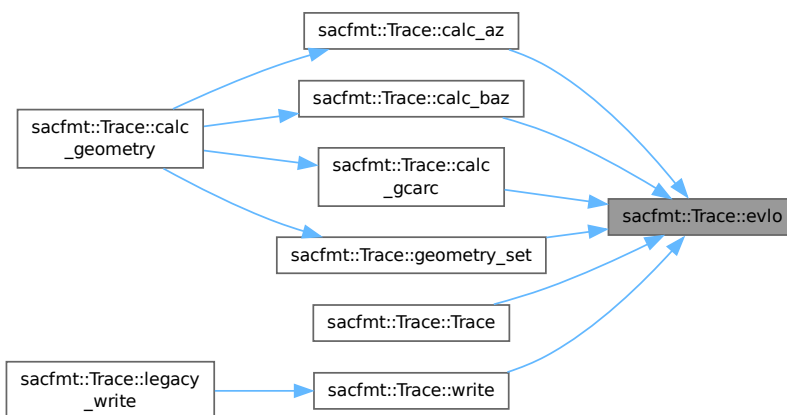 sacfmt::Trace::calc_az
sacfmt::Trace::calc_baz
sacfmt::Trace::calc
_geometry
sacfmt::Trace::calc
_gcarc
sacfmt::Trace::evlo
sacfmt::Trace::geometry_set
sacfmt::Trace::Trace
sacfmt::Trace::legacy
_write
sacfmt::Trace::write